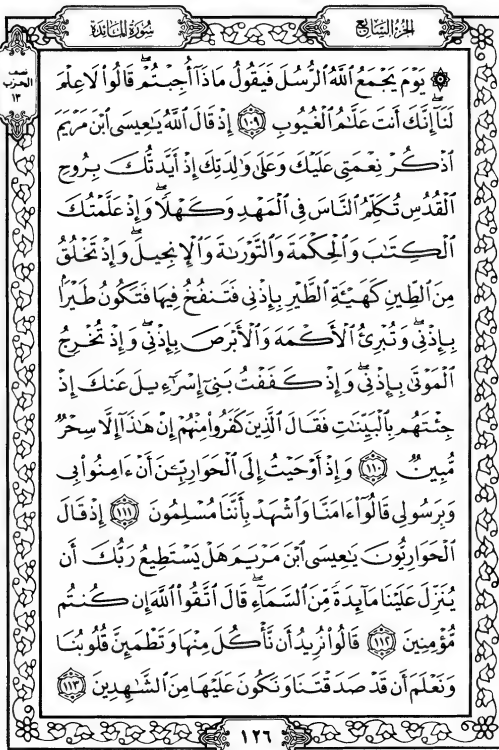 الجزء السابع
سورة المائدة
نصف
الحزب
١٣
۞ يَوْمَ يَجْمَعُ ٱللَّهُ ٱلرُّسُلَ فَيَقُولُ مَاذَآ أُجِبْتُمْۖ قَالُوا۟ لَا عِلْمَ
لَنَآۖ إِنَّكَ أَنتَ عَلَّٰمُ ٱلْغُيُوبِ ١٠٩ إِذْ قَالَ ٱللَّهُ يَٰعِيسَى ٱبْنَ مَرْيَمَ
ٱذْكُرْ نِعْمَتِى عَلَيْكَ وَعَلَىٰ وَٰلِدَتِكَ إِذْ أَيَّدتُّكَ بِرُوحِ
ٱلْقُدُسِ تُكَلِّمُ ٱلنَّاسَ فِى ٱلْمَهْدِ وَكَهْلًاۖ وَإِذْ عَلَّمْتُكَ
ٱلْكِتَٰبَ وَٱلْحِكْمَةَ وَٱلتَّوْرَىٰةَ وَٱلْإِنجِيلَۖ وَإِذْ تَخْلُقُ
مِنَ ٱلطِّينِ كَهَيْـَٔةِ ٱلطَّيْرِ بِإِذْنِى فَتَنفُخُ فِيهَا فَتَكُونُ طَيْرًۢا
بِإِذْنِىۖ وَتُبْرِئُ ٱلْأَكْمَهَ وَٱلْأَبْرَصَ بِإِذْنِىۖ وَإِذْ تُخْرِجُ
ٱلْمَوْتَىٰ بِإِذْنِىۖ وَإِذْ كَفَفْتُ بَنِىٓ إِسْرَٰٓءِيلَ عَنكَ إِذْ
جِئْتَهُم بِٱلْبَيِّنَٰتِ فَقَالَ ٱلَّذِينَ كَفَرُوا۟ مِنْهُمْ إِنْ هَٰذَآ إِلَّا سِحْرٌ
مُّبِينٌ ١١٠ وَإِذْ أَوْحَيْتُ إِلَى ٱلْحَوَارِيِّـۧنَ أَنْ ءَامِنُوا۟ بِى
وَبِرَسُولِى قَالُوٓا۟ ءَامَنَّا وَٱشْهَدْ بِأَنَّنَا مُسْلِمُونَ ١١١ إِذْ قَالَ
ٱلْحَوَارِيُّونَ يَٰعِيسَى ٱبْنَ مَرْيَمَ هَلْ يَسْتَطِيعُ رَبُّكَ أَن
يُنَزِّلَ عَلَيْنَا مَآئِدَةً مِّنَ ٱلسَّمَآءِۖ قَالَ ٱتَّقُوا۟ ٱللَّهَ إِن كُنتُم
مُّؤْمِنِينَ ١١٢ قَالُوا۟ نُرِيدُ أَن نَّأْكُلَ مِنْهَا وَتَطْمَئِنَّ قُلُوبُنَا
وَنَعْلَمَ أَن قَدْ صَدَقْتَنَا وَنَكُونَ عَلَيْهَا مِنَ ٱلشَّٰهِدِينَ ١١٣
١٢٦